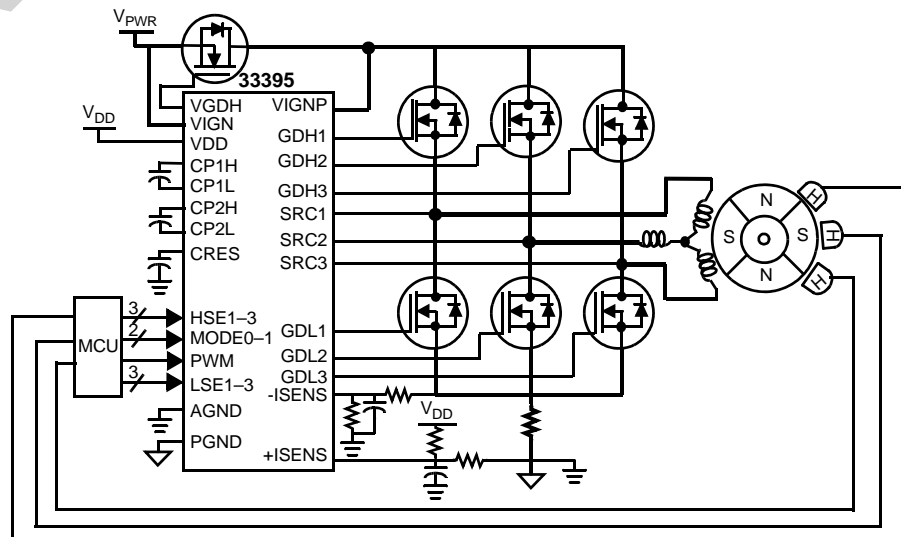 VPWR
33395
VDD
VGDH
VIGN
VDD
CP1H
CP1L
CP2H
CP2L
CRES
HSE1–3
MODE0–1
PWM
LSE1–3
AGND
PGND
VIGNP
GDH1
GDH2
GDH3
SRC1
SRC2
SRC3
GDL1
GDL2
GDL3
-ISENS
+ISENS
MCU
3
2
3
VDD
N
S
S
N
H
H
H